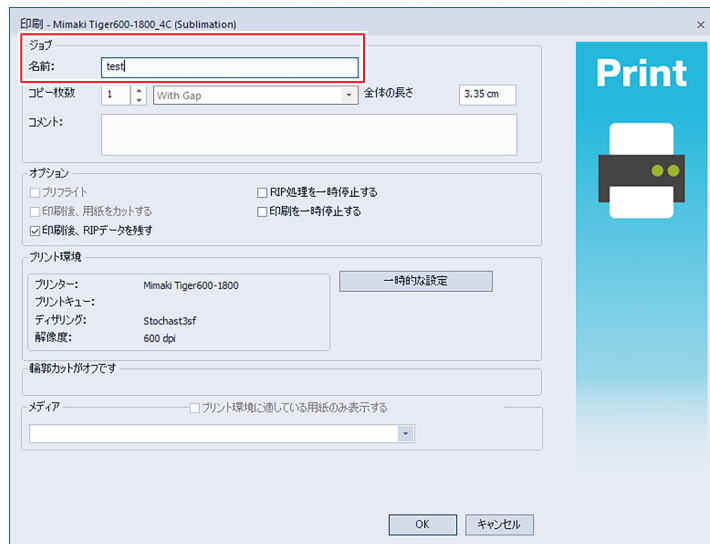 印刷 - Mimaki Tiger600-1800_4C (Sublimation)
ジョブ
名前: test
コピー枚数 1 With Gap 全体の長さ 3.35 cm
コメント:
オプション
プリフライト RIP処理を一時停止する
印刷後、用紙をカットする 印刷を一時停止する
印刷後、RIPデータを残す
プリント環境
プリンター: Mimaki Tiger600-1800 一時的な設定
プリントキュー:
ディザリング: Stochast3sf
解像度: 600 dpi
輪郭カットがオフです
メディア プリント環境に適している用紙のみ表示する
OK キャンセル
Print